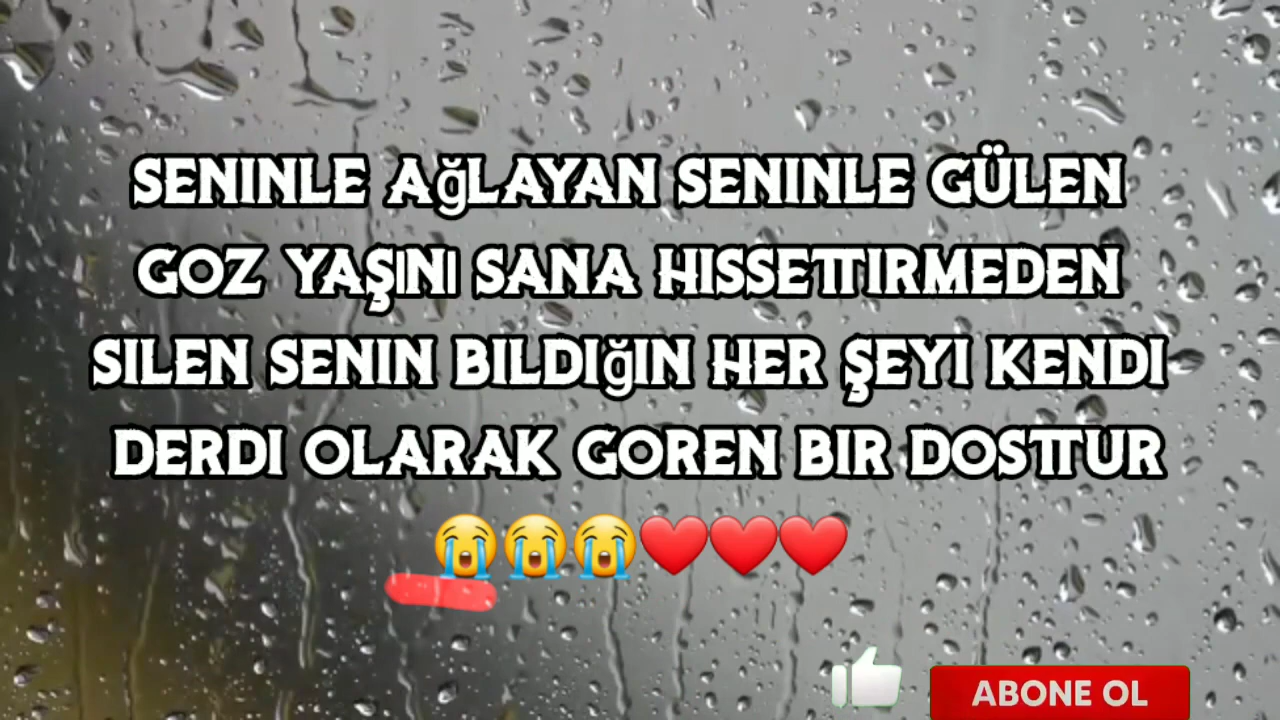 SENINLE AğLAYAN SENINLE GÜLEN
GOZ YAŞINI SANA HISSETTIRMEDEN
SILEN SENIN BILDIğIN HER ŞEYI KENDI
DERDI OLARAK GOREN BIR DOSTTUR
😭😭😭❤️❤️❤️
ABONE OL